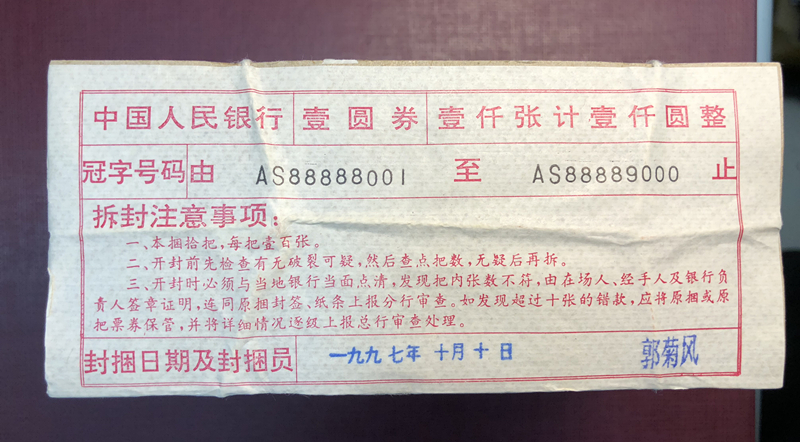 中国人民银行 壹圆券 壹仟张计壹仟圆整
冠字号码 由 AS88888001 至 AS88889000 止
拆封注意事项：
一、本捆拾把，每把壹百张。
二、开封前先检查有无破裂可疑，然后查点把数，无疑后再拆。
三、开封时必须与当地银行当面点清，发现把内张数不符，由在场人、经手人及银行负
责人签章证明，连同原捆封签、纸条上报分行审查。如发现超过十张的错款，应将原捆或原
把票券保管，并将详细情况逐级上报总行审查处理。
封捆日期及封捆员 一九九七年 十月十日 郭菊风